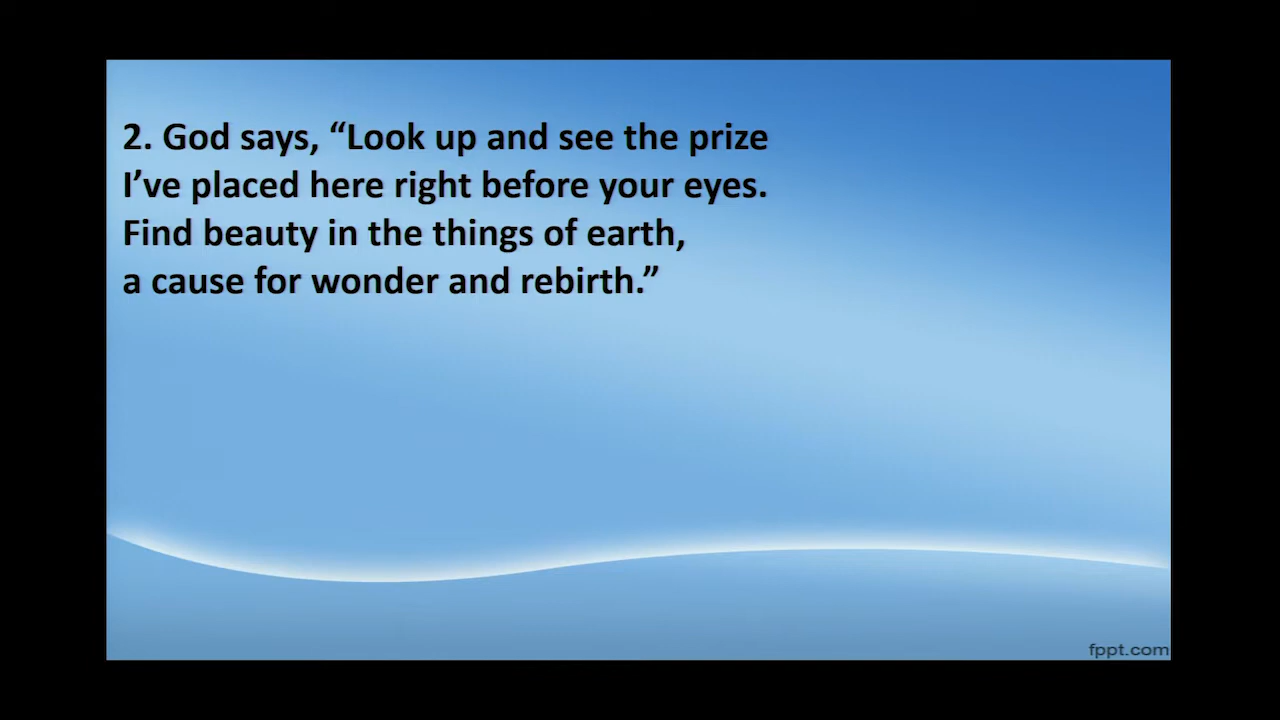 2. God says, “Look up and see the prize
I’ve placed here right before your eyes.
Find beauty in the things of earth,
a cause for wonder and rebirth.”
fppt.com